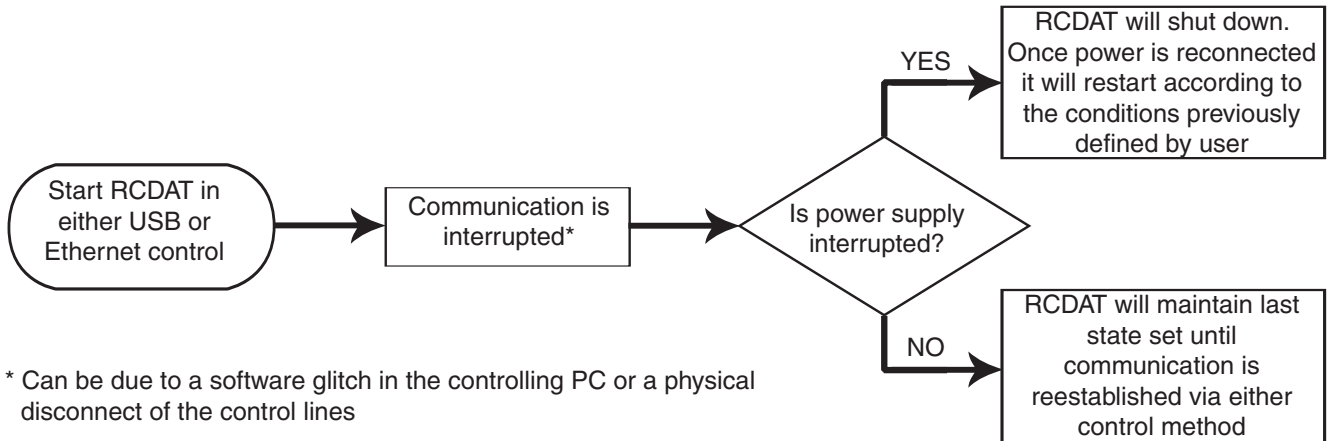 Start RCDAT in
either USB or
Ethernet control
Communication is
interrupted*
Is power supply
interrupted?
YES
RCDAT will shut down.
Once power is reconnected
it will restart according to
the conditions previously
defined by user
NO
RCDAT will maintain last
state set until
communication is
reestablished via either
control method
* Can be due to a software glitch in the controlling PC or a physical
disconnect of the control lines